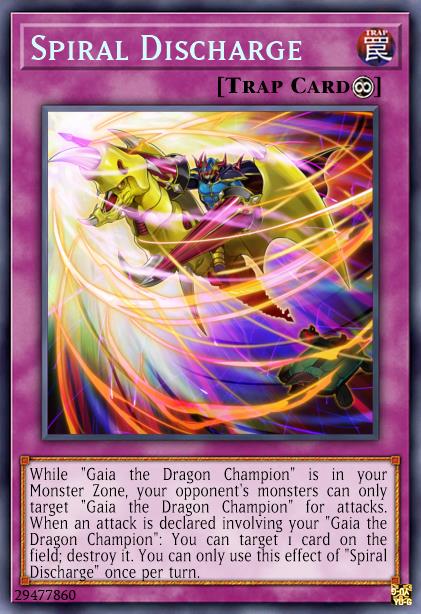 Spiral Discharge
TRAP
罠
[Trap Card]
While "Gaia the Dragon Champion" is in your
Monster Zone, your opponent's monsters can only
target "Gaia the Dragon Champion" for attacks.
When an attack is declared involving your "Gaia the
Dragon Champion": You can target 1 card on the
field; destroy it. You can only use this effect of "Spiral
Discharge" once per turn.
29477860